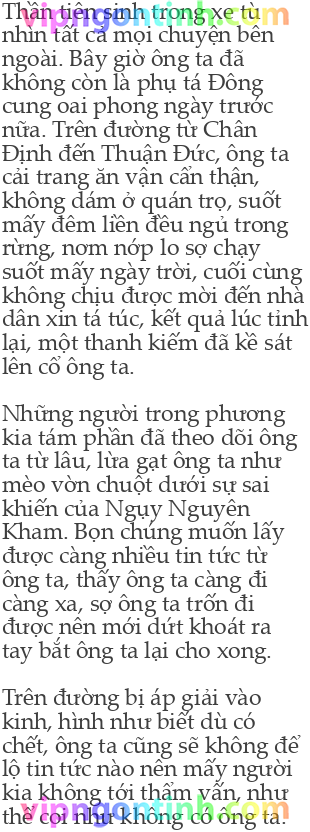 Thần tiên sinh trong xe tù
nhìn tất cả mọi chuyện bên
ngoài. Bây giờ ông ta đã
không còn là phụ tá Đông
cung oai phong ngày trước
nữa. Trên đường từ Chân
Định đến Thuận Đức, ông ta
cải trang ăn vận cẩn thận,
không dám ở quán trọ, suốt
mấy đêm liền đều ngủ trong
rừng, nơm nớp lo sợ chạy
suốt mấy ngày trời, cuối cùng
không chịu được mời đến nhà
dân xin tá túc, kết quả lúc tỉnh
lại, một thanh kiếm đã kề sát
lên cổ ông ta.
Những người trong phương
kia tám phần đã theo dõi ông
ta từ lâu, lừa gạt ông ta như
mèo vờn chuột dưới sự sai
khiến của Ngụy Nguyên
Kham. Bọn chúng muốn lấy
được càng nhiều tin tức từ
ông ta, thấy ông ta càng đi
càng xa, sợ ông ta trốn đi
được nên mới dứt khoát ra
tay bắt ông ta lại cho xong.
Trên đường bị áp giải vào
kinh, hình như biết dù có
chết, ông ta cũng sẽ không để
lộ tin tức nào nên mấy người
kia không tới thẩm vấn, như
thể coi như không có ông ta.
vipngontinh.com